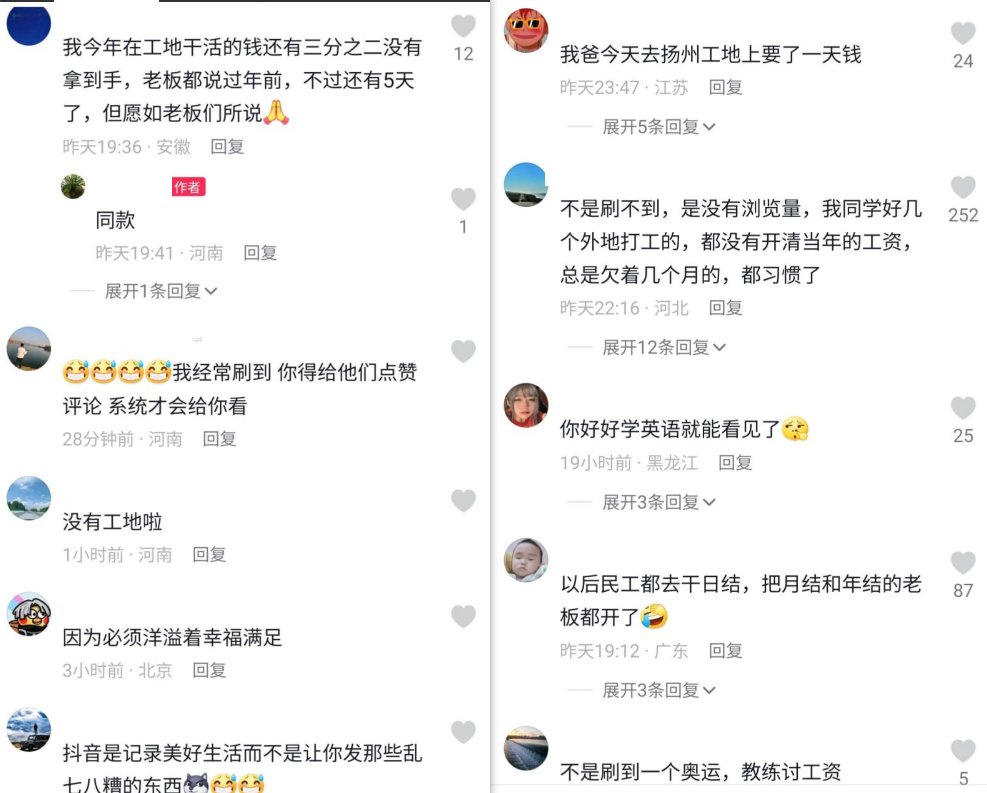 我今年在工地干活的钱还有三分之二没有
拿到手，老板都说过年前，不过还有5天
了，但愿如老板们所说🙏
12
昨天19:36 · 安徽 回复
作者
同款
1
昨天19:41 · 河南 回复
展开1条回复
😅😅😅😅我经常刷到 你得给他们点赞
评论 系统才会给你看
28分钟前 · 河南 回复
没有工地啦
1小时前 · 河南 回复
因为必须洋溢着幸福满足
3小时前 · 北京 回复
抖音是记录美好生活而不是让你发那些乱
七八糟的东西
我爸今天去扬州工地上要了一天钱
24
昨天23:47 · 江苏 回复
展开5条回复
不是刷不到，是没有浏览量，我同学好几
个外地打工的，都没有开清当年的工资，
总是欠着几个月的，都习惯了
252
昨天22:16 · 河北 回复
展开12条回复
你好好学英语就能看见了
25
19小时前 · 黑龙江 回复
展开3条回复
以后民工都去干日结，把月结和年结的老
板都开了🤣
87
昨天19:12 · 广东 回复
展开3条回复
不是刷到一个奥运，教练讨工资
5